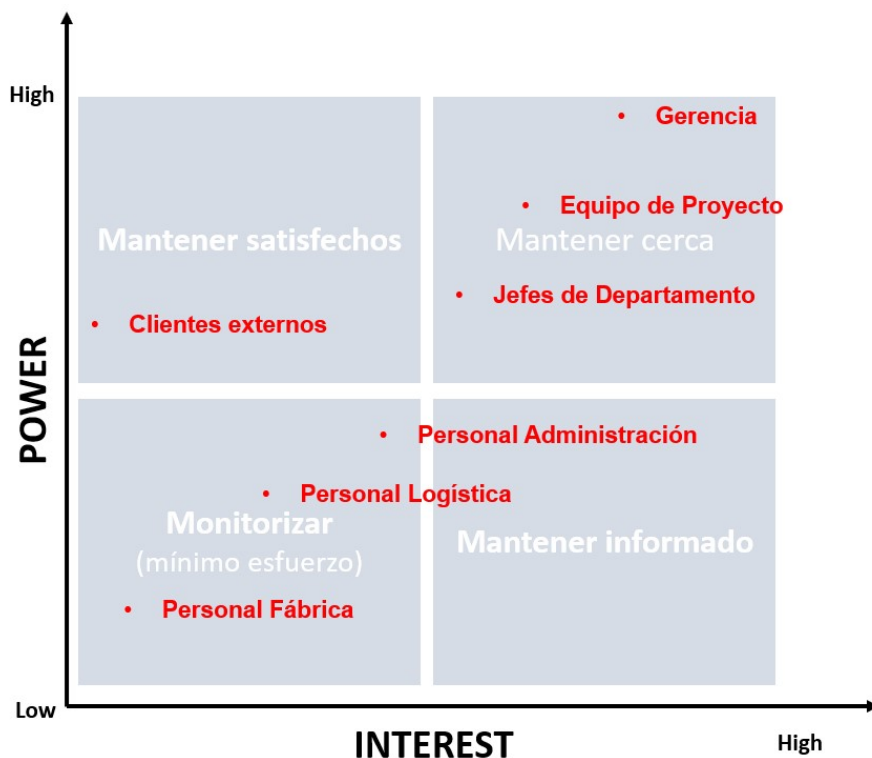 High
• Gerencia
• Equipo de Proyecto
Mantener satisfechos
Mantener cerca
• Jefes de Departamento
• Clientes externos
POWER
• Personal Administración
• Personal Logística
Monitorizar
(mínimo esfuerzo)
Mantener informado
• Personal Fábrica
Low
INTEREST
High